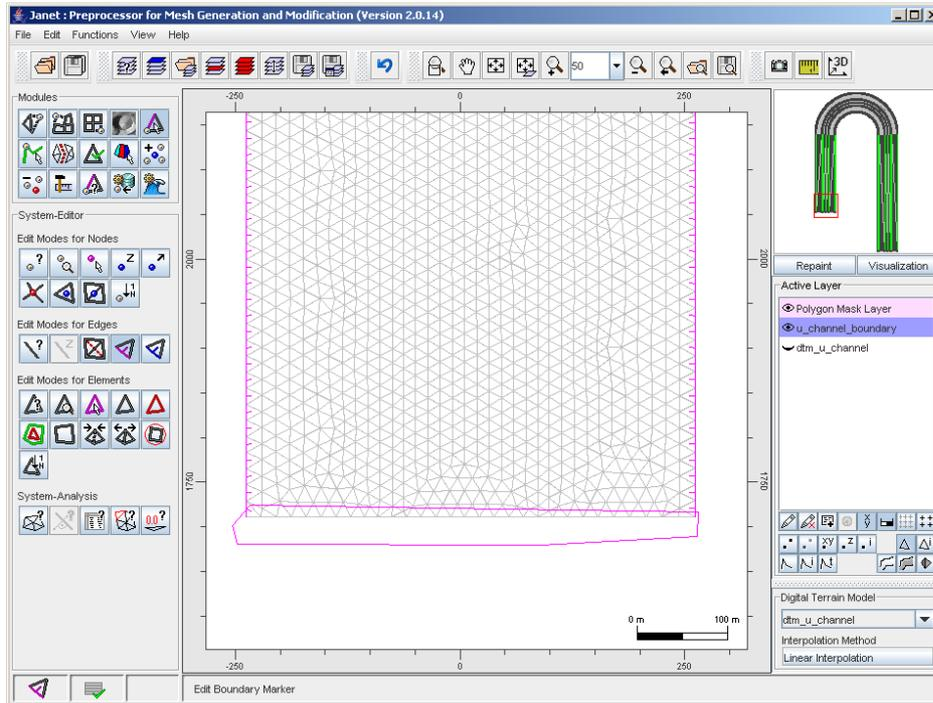 Janet : Preprocessor for Mesh Generation and Modification (Version 2.0.14)
File Edit Functions View Help
50
3D
Modules
System-Editor
Edit Modes for Nodes
Edit Modes for Edges
Edit Modes for Elements
System-Analysis
-250 0 250
2000 2000
1750 1750
0 m 100 m
-250 0 250
Repaint Visualization
Active Layer
Polygon Mask Layer
u_channel_boundary
dtm_u_channel
Digital Terrain Model
dtm_u_channel
Interpolation Method
Linear Interpolation
Edit Boundary Marker